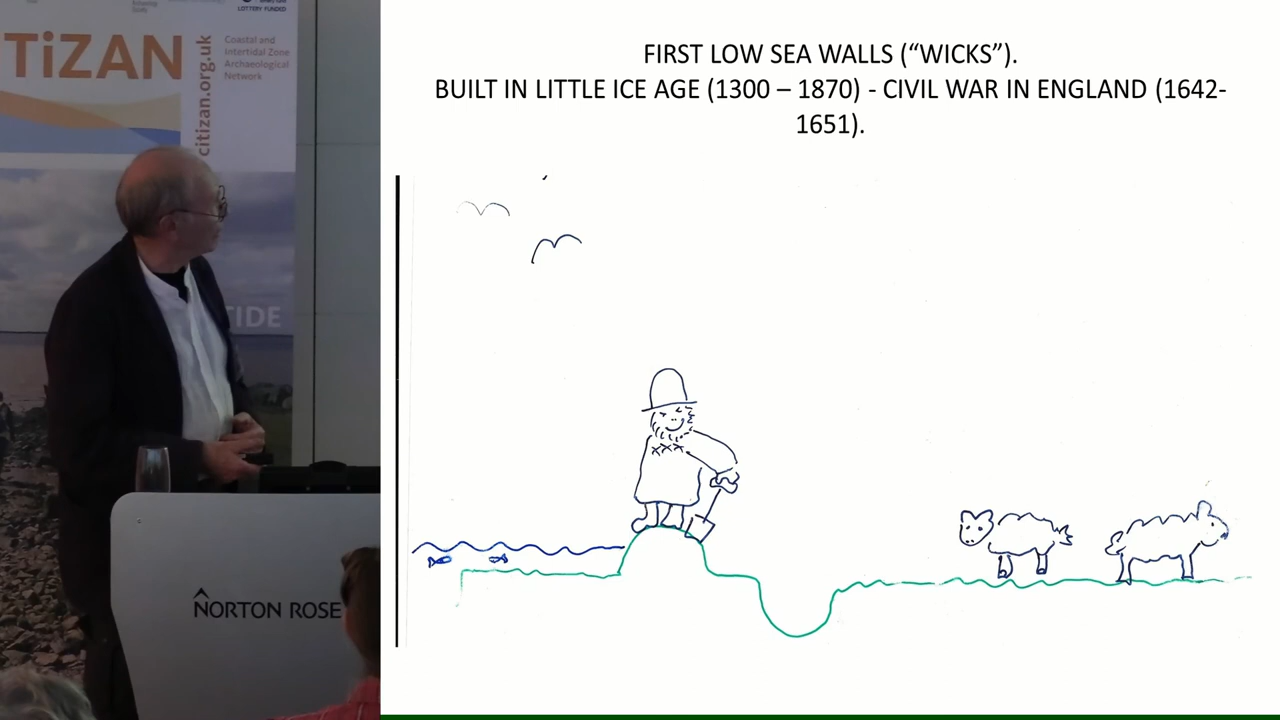 LOTTERY FUNDED
TiZAN
citizan.org.uk
Coastal and
Intertidal Zone
Archaeological
Network
TIDE
NORTON ROSE
FIRST LOW SEA WALLS (“WICKS”).
BUILT IN LITTLE ICE AGE (1300 – 1870) - CIVIL WAR IN ENGLAND (1642-
1651).